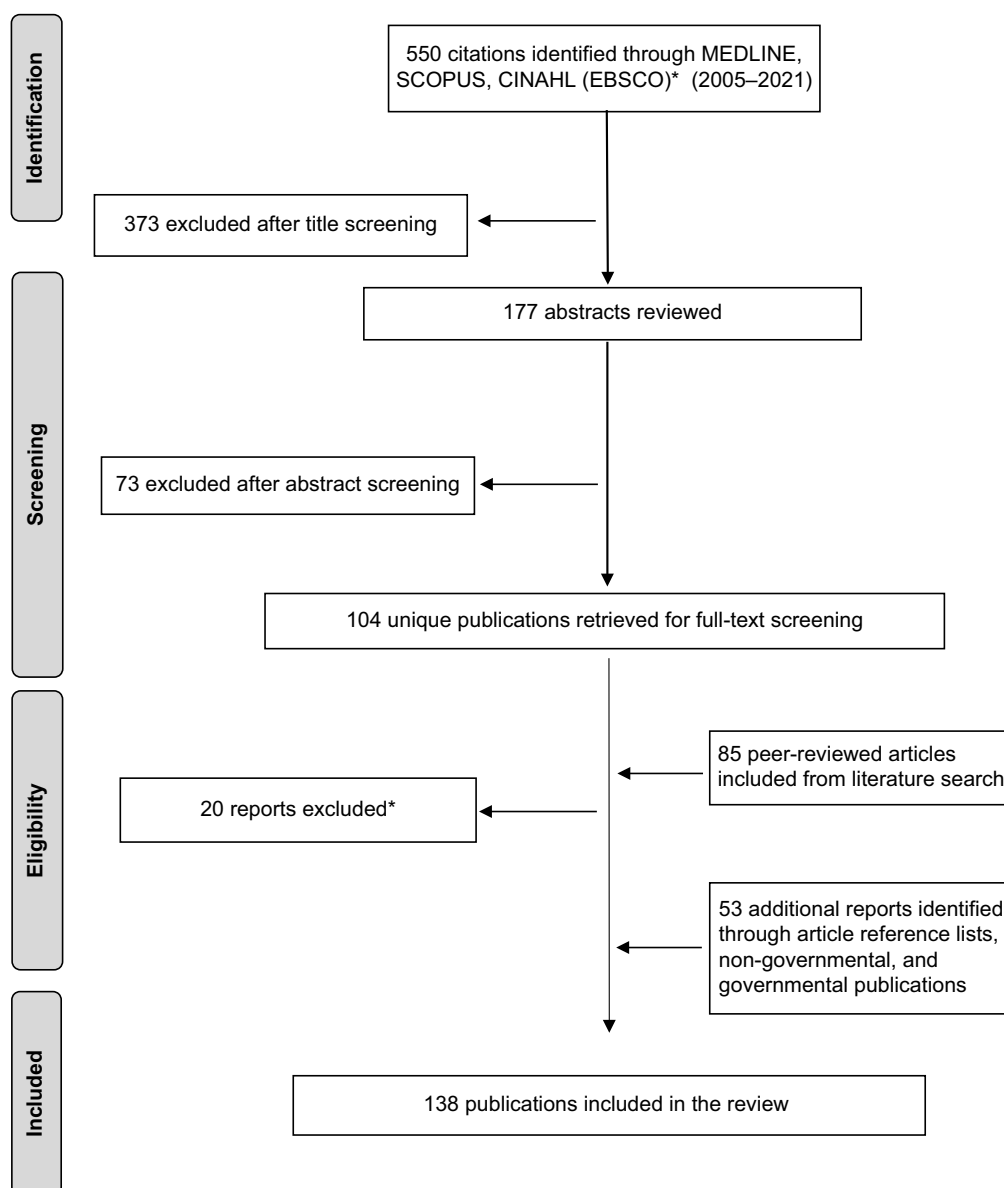 Identification
550 citations identified through MEDLINE,
SCOPUS, CINAHL (EBSCO)* (2005–2021)
373 excluded after title screening
Screening
177 abstracts reviewed
73 excluded after abstract screening
104 unique publications retrieved for full-text screening
Eligibility
85 peer-reviewed articles
included from literature search
20 reports excluded*
53 additional reports identified
through article reference lists,
non-governmental, and
governmental publications
Included
138 publications included in the review